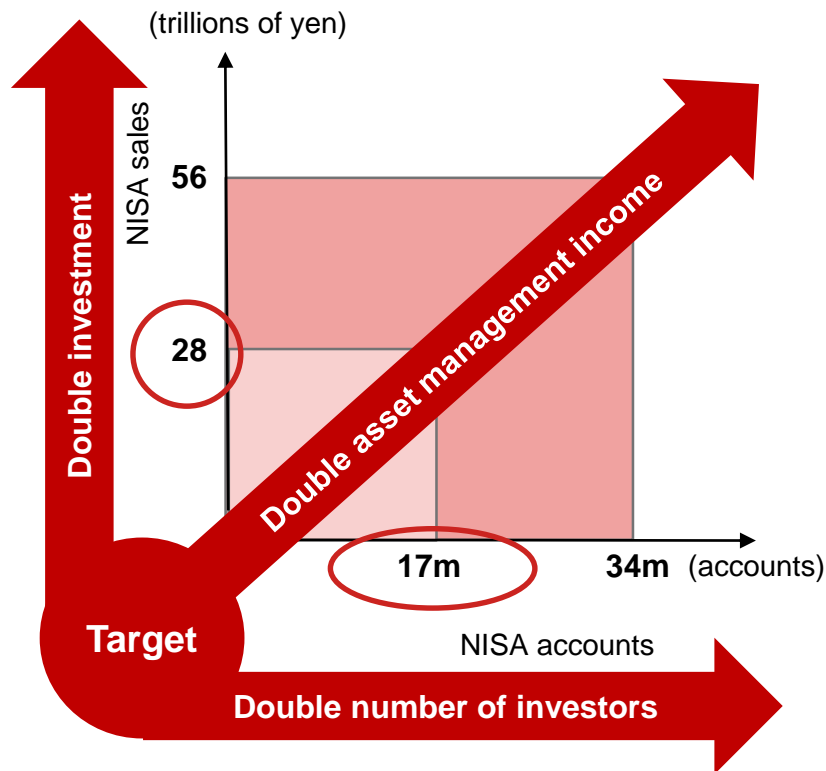 (trillions of yen)
NISA sales
56
28
Double investment
Double asset management income
17m
34m
(accounts)
Target
NISA accounts
Double number of investors